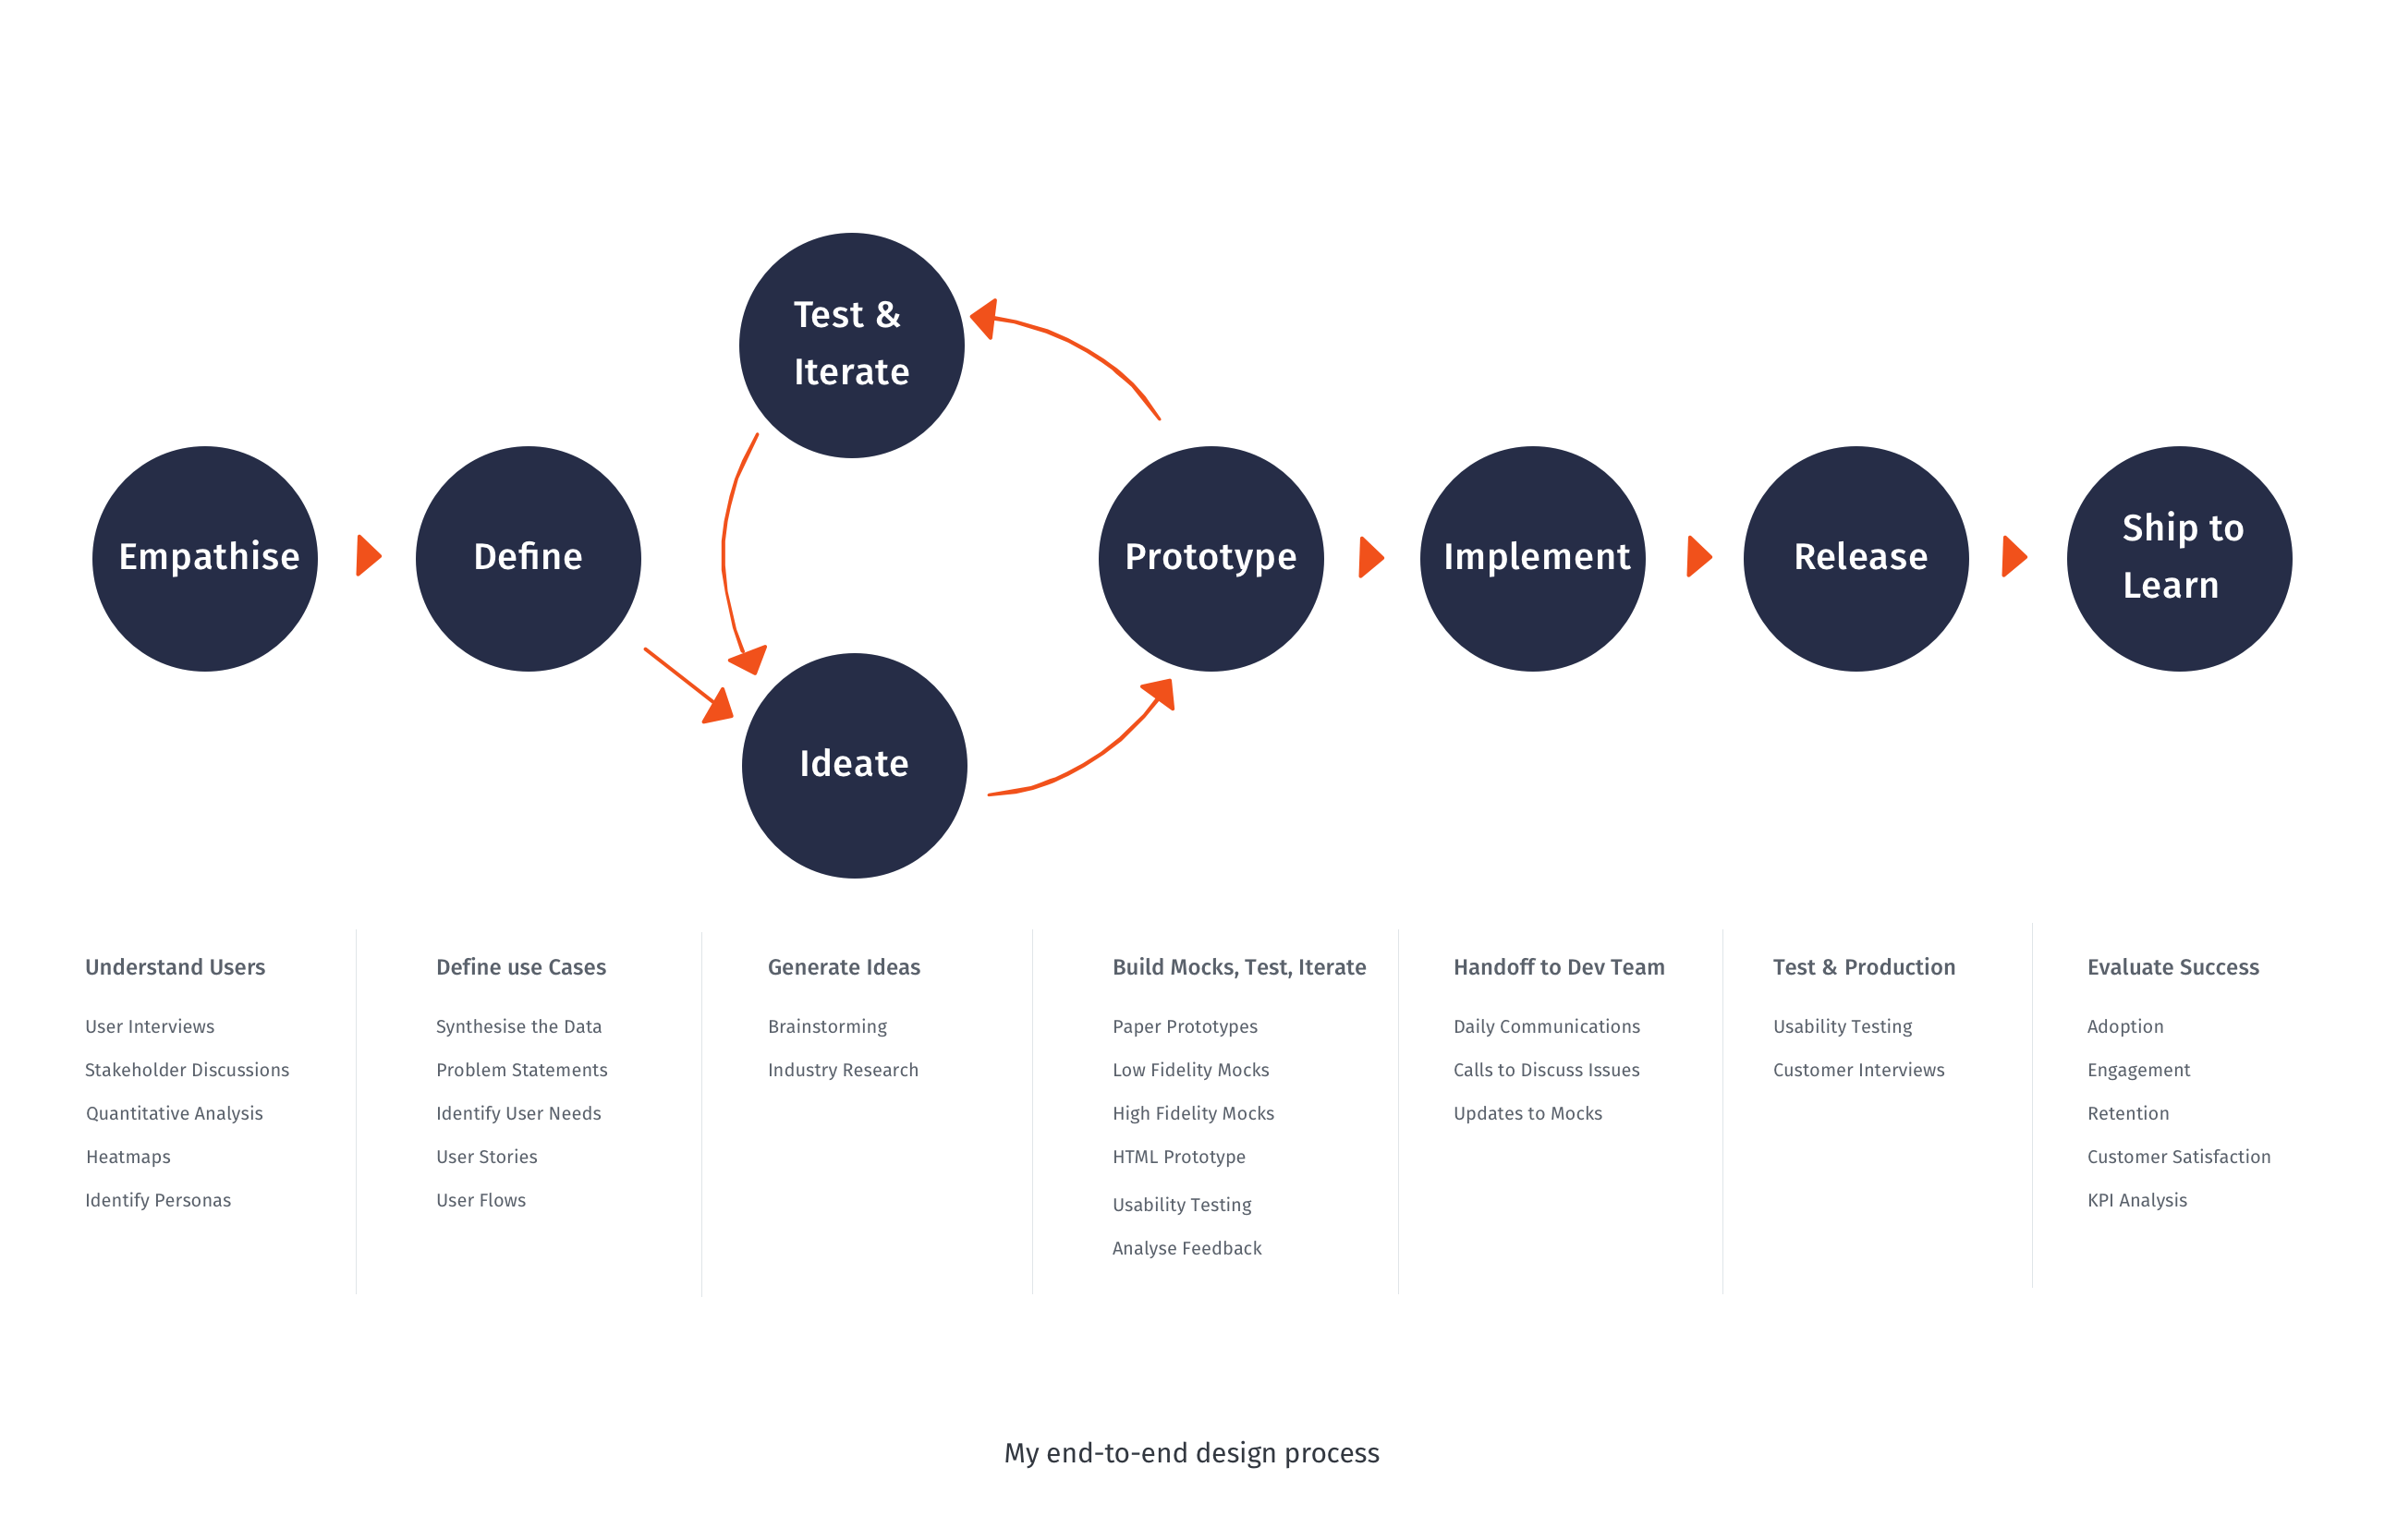 Test &
Iterate
Empathise
Define
Prototype
Implement
Release
Ship to
Learn
Ideate
Understand Users
User Interviews
Stakeholder Discussions
Quantitative Analysis
Heatmaps
Identify Personas
Define use Cases
Synthesise the Data
Problem Statements
Identify User Needs
User Stories
User Flows
Generate Ideas
Brainstorming
Industry Research
Build Mocks, Test, Iterate
Paper Prototypes
Low Fidelity Mocks
High Fidelity Mocks
HTML Prototype
Usability Testing
Analyse Feedback
Handoff to Dev Team
Daily Communications
Calls to Discuss Issues
Updates to Mocks
Test & Production
Usability Testing
Customer Interviews
Evaluate Success
Adoption
Engagement
Retention
Customer Satisfaction
KPI Analysis
My end-to-end design process